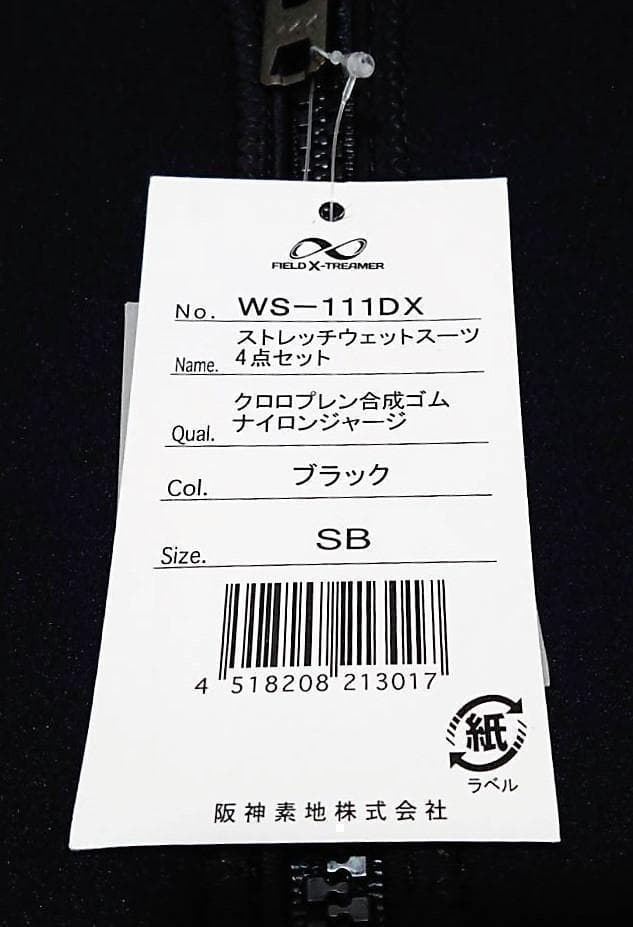 FIELD X-TREAMER
No. WS-111DX
Name. ストレッチウェットスーツ
4点セット
Qual. クロロプレン合成ゴム
ナイロンジャージ
Col. ブラック
Size. SB
4 518208 213017
紙
ラベル
阪神素地株式会社